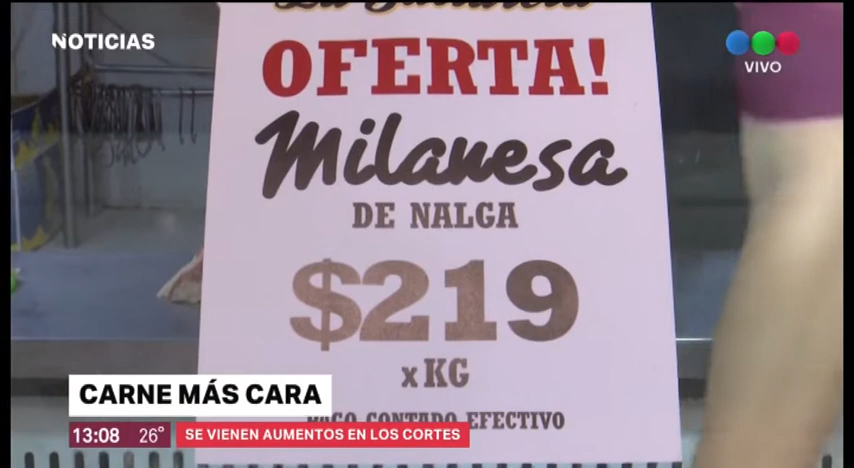 NOTICIAS
VIVO
OFERTA!
Milanesa
DE NALGA
$219
x KG
PAGO CONTADO EFECTIVO
CARNE MÁS CARA
13:08 26°
SE VIENEN AUMENTOS EN LOS CORTES